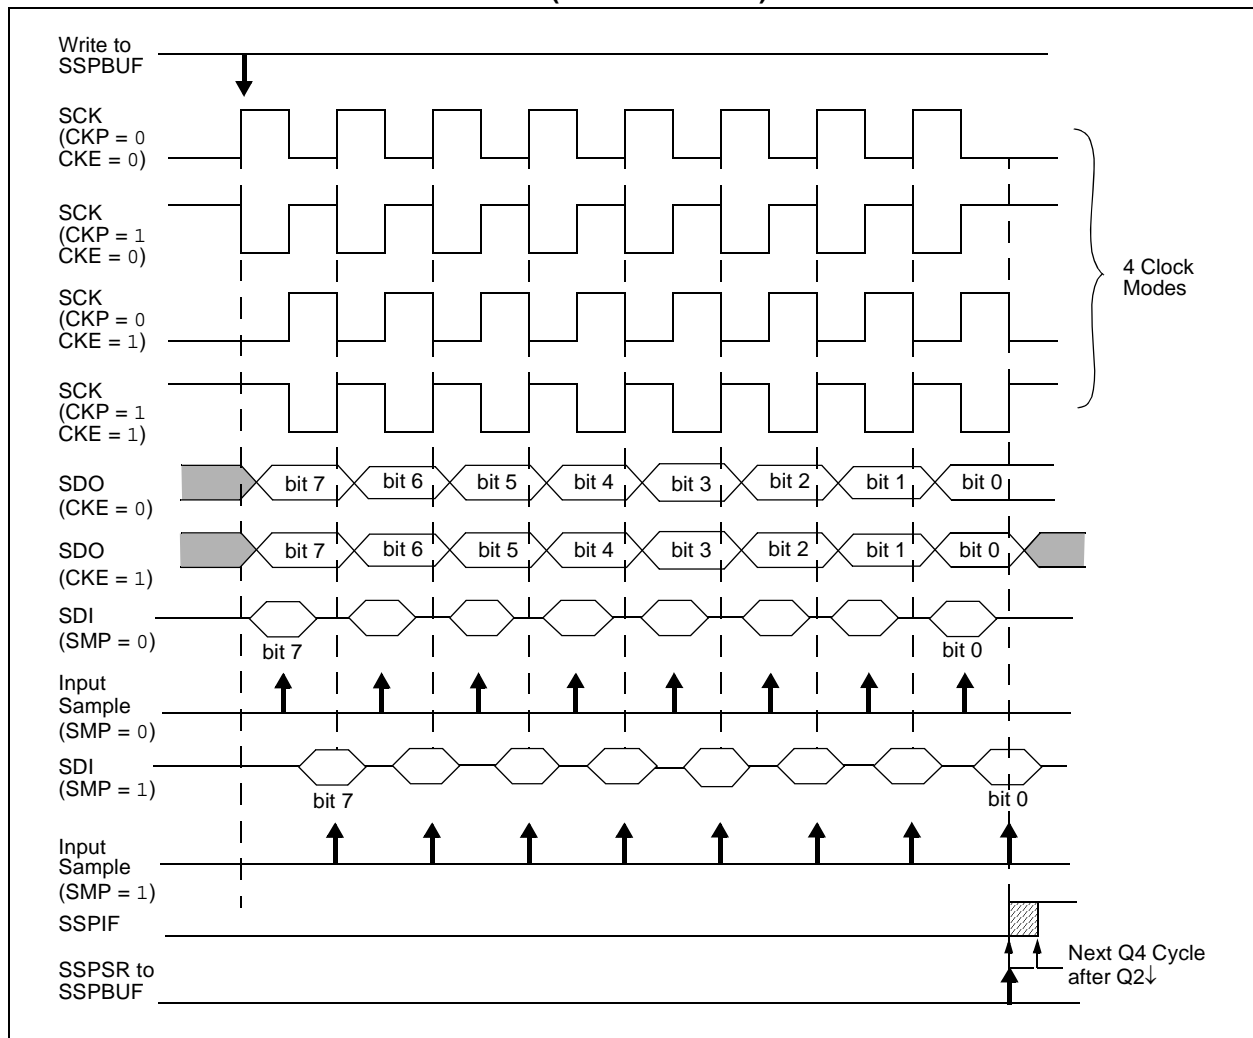 Write to
SSPBUF
SCK
(CKP = 0
CKE = 0)
SCK
(CKP = 1
CKE = 0)
SCK
(CKP = 0
CKE = 1)
SCK
(CKP = 1
CKE = 1)
4 Clock
Modes
SDO
(CKE = 0)
bit 7 bit 6 bit 5 bit 4 bit 3 bit 2 bit 1 bit 0
SDO
(CKE = 1)
bit 7 bit 6 bit 5 bit 4 bit 3 bit 2 bit 1 bit 0
SDI
(SMP = 0)
bit 7 bit 0
Input
Sample
(SMP = 0)
SDI
(SMP = 1)
bit 7 bit 0
Input
Sample
(SMP = 1)
SSPIF
Next Q4 Cycle
after Q2↓
SSPSR to
SSPBUF